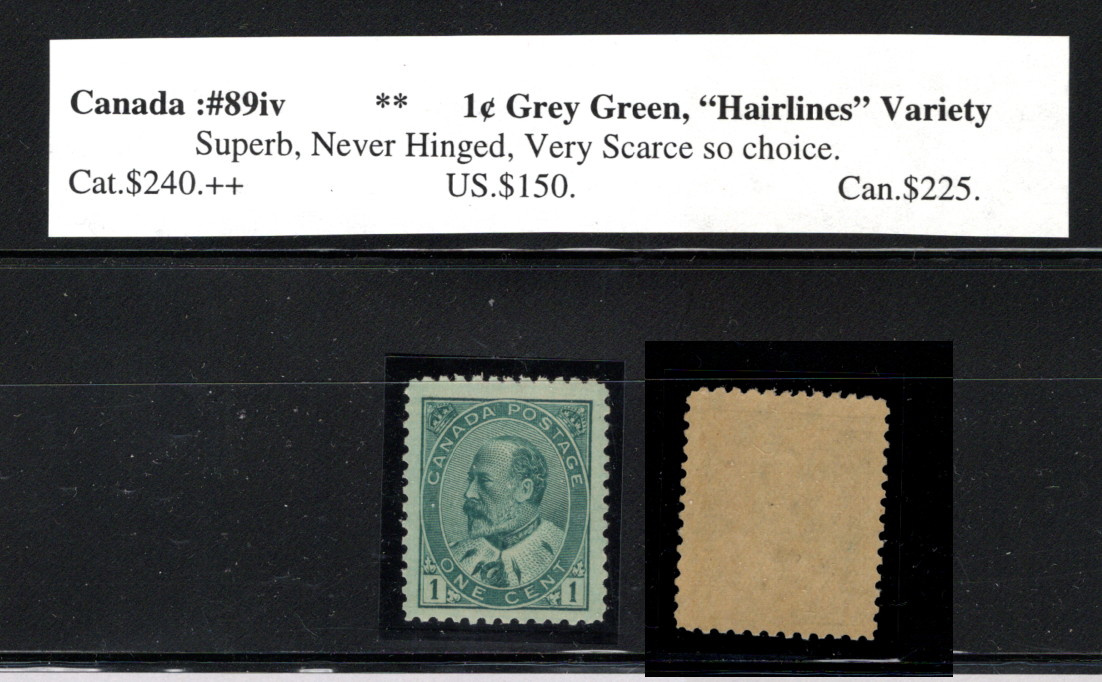 Canada :#89iv ** 1¢ Grey Green, “Hairlines” Variety
Superb, Never Hinged, Very Scarce so choice.
Cat.$240.++ US.$150. Can.$225.
CANADA POSTAGE
ONE CENT
1 1